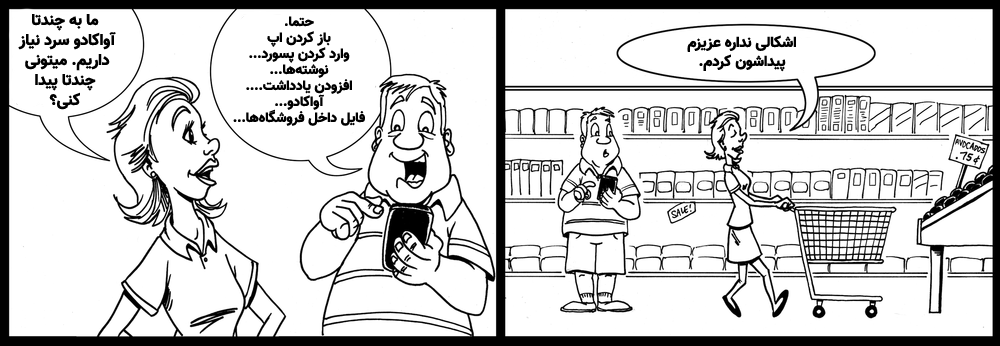 ما به چندتا
آواکادو سرد نیاز
داریم. میتونی
چندتا پیدا
کنی؟
حتما.
باز کردن اپ
وارد کردن پسورد...
نوشته‌ها...
افزودن یادداشت....
آواکادو...
فایل داخل فروشگاه‌ها...
اشکالی نداره عزیزم
پیداشون کردم.
SALE!
AVOCADOS
.75¢